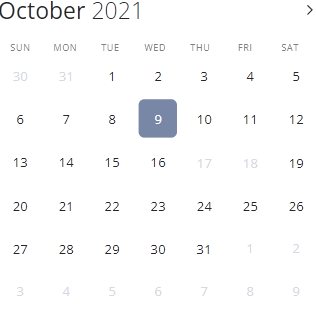 October 2021
SUN MON TUE WED THU FRI SAT
30 31 1 2 3 4 5
6 7 8 9 10 11 12
13 14 15 16 17 18 19
20 21 22 23 24 25 26
27 28 29 30 31 1 2
3 4 5 6 7 8 9